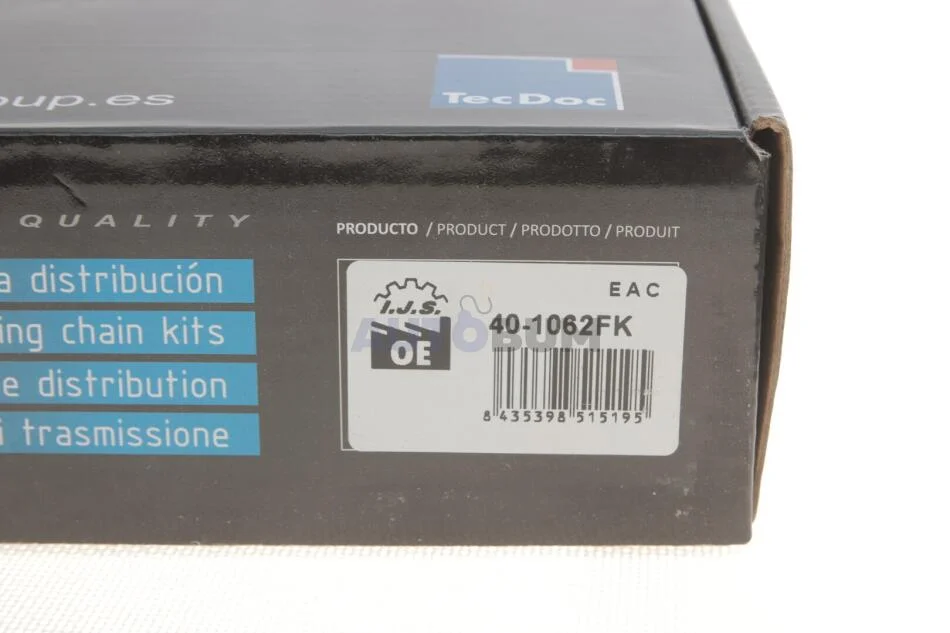 oup.es
TecDoc
QUALITY
PRODUCTO / PRODUCT / PRODOTTO / PRODUIT
a distribución
ing chain kits
e distribution
i trasmissione
EAC
I.J.S.
OE
40-1062FK
AUTOBUM
8 435398 515195